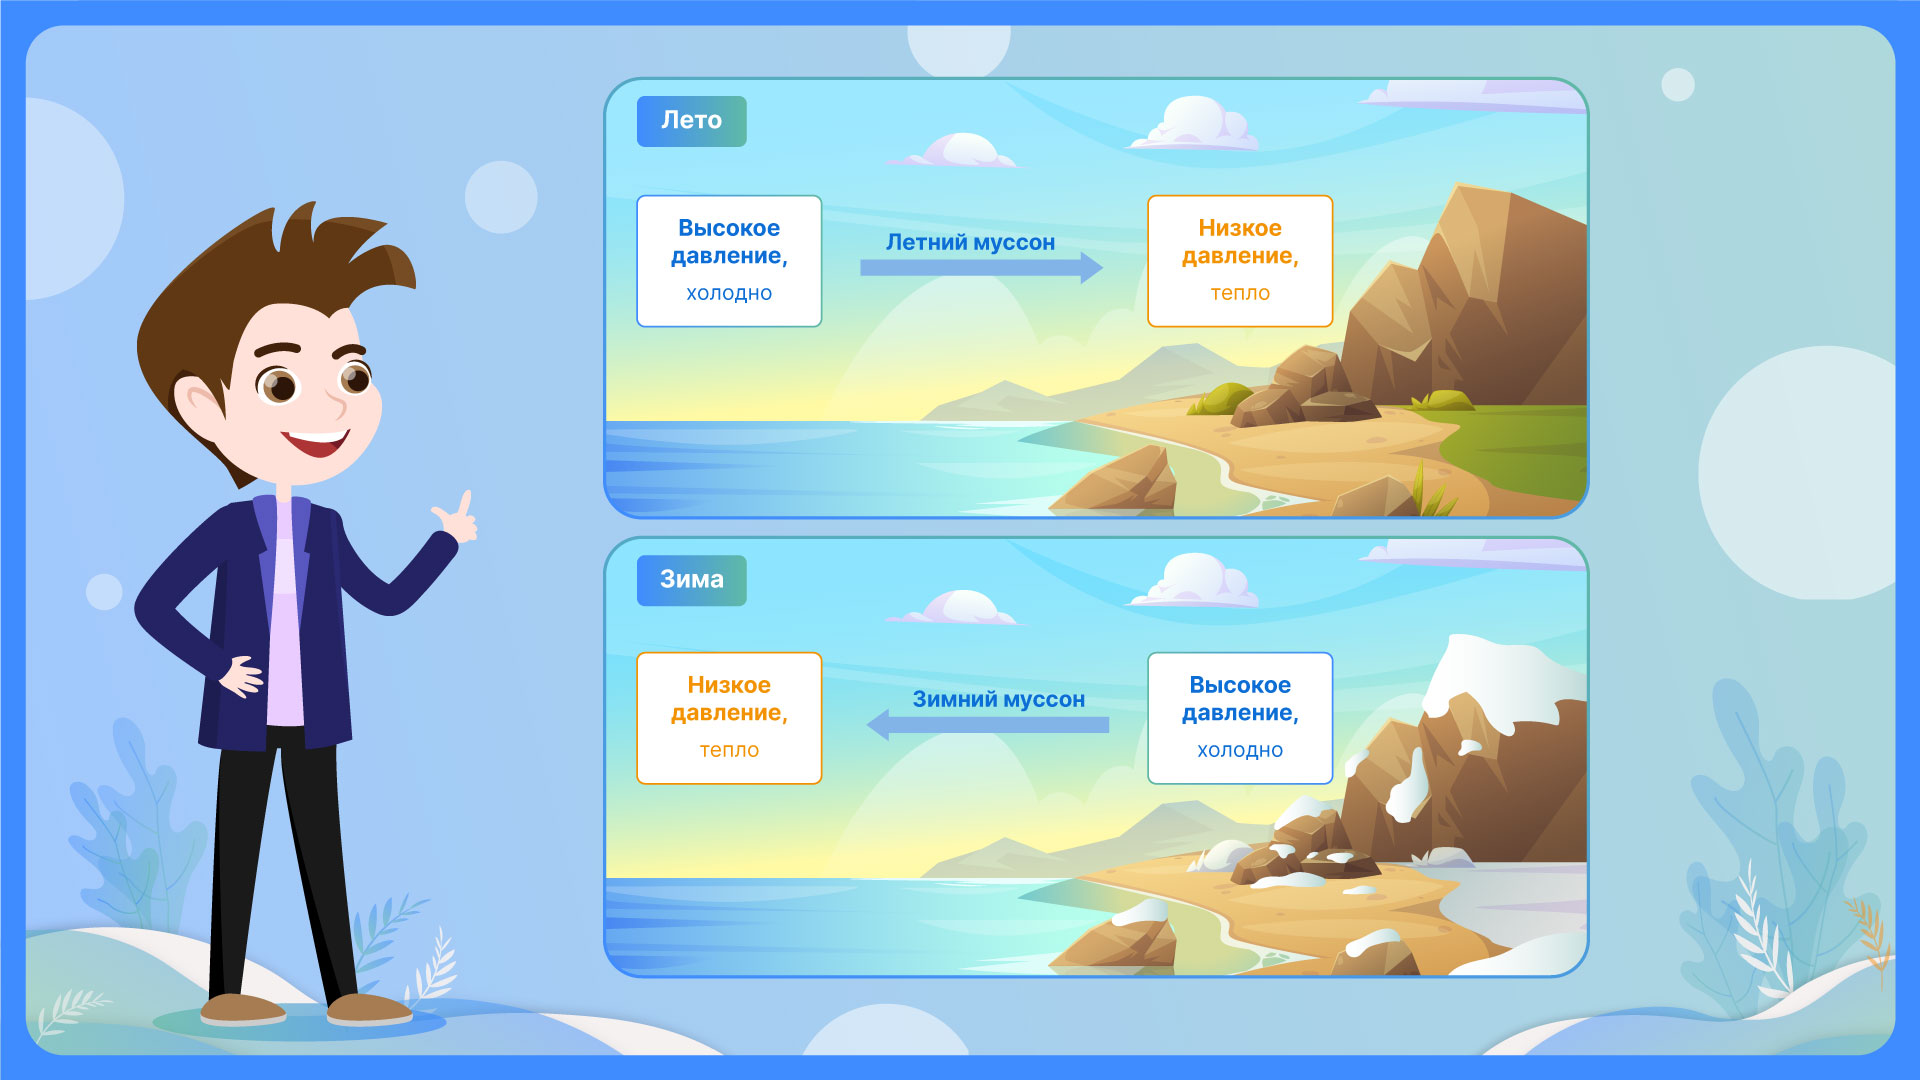 Лето
Высокое
давление,
холодно
Летний муссон
Низкое
давление,
тепло
Зима
Низкое
давление,
тепло
Зимний муссон
Высокое
давление,
холодно